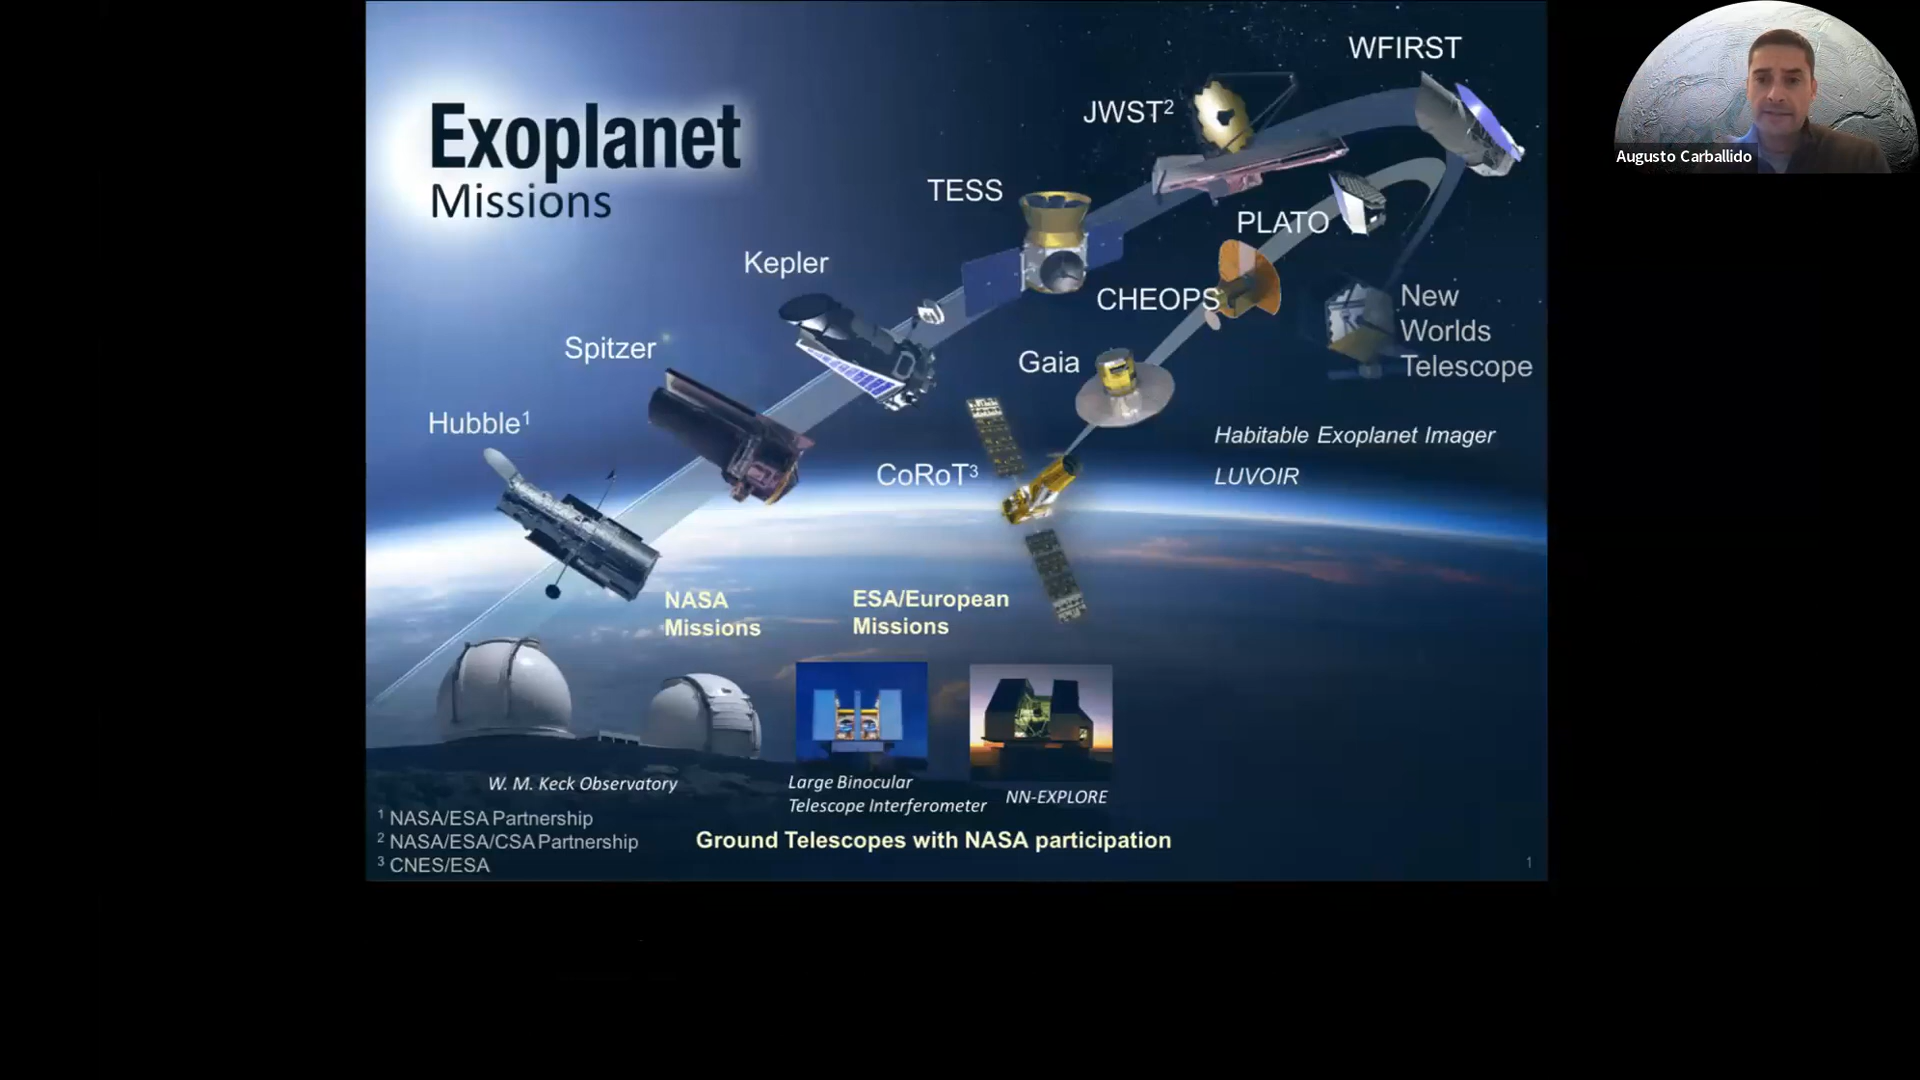 Exoplanet
Missions
WFIRST
JWST²
TESS
PLATO
Kepler
CHEOPS
New
Worlds
Telescope
Spitzer
Gaia
Hubble¹
CoRoT³
Habitable Exoplanet Imager
LUVOIR
NASA
Missions
ESA/European
Missions
W. M. Keck Observatory
Large Binocular
Telescope Interferometer
NN-EXPLORE
Ground Telescopes with NASA participation
¹ NASA/ESA Partnership
² NASA/ESA/CSA Partnership
³ CNES/ESA
1
Augusto Carballido